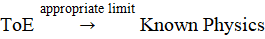 appropriate limit
ToE → Known Physics